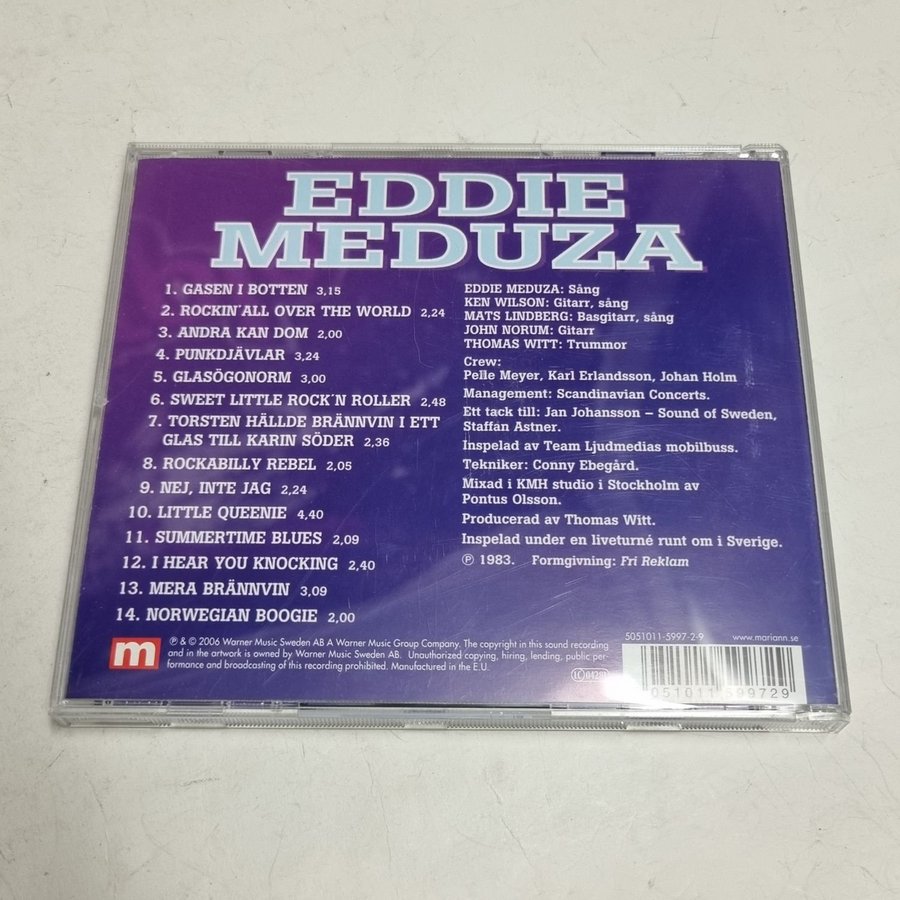 EDDIE
MEDUZA
1. GASEN I BOTTEN 3,15
2. ROCKIN'ALL OVER THE WORLD 2,24
3. ANDRA KAN DOM 2,00
4. PUNKDJÄVLAR 3,24
5. GLASÖGONORM 3,00
6. SWEET LITTLE ROCK'N ROLLER 2,48
7. TORSTEN HÄLLDE BRÄNNVIN I ETT
GLAS TILL KARIN SÖDER 2,36
8. ROCKABILLY REBEL 2,05
9. NEJ, INTE JAG 2,24
10. LITTLE QUEENIE 4,40
11. SUMMERTIME BLUES 2,09
12. I HEAR YOU KNOCKING 2,40
13. MERA BRÄNNVIN 3,09
14. NORWEGIAN BOOGIE 2,00
EDDIE MEDUZA: Sång
KEN WILSON: Gitarr, sång
MATS LINDBERG: Basgitarr, sång
JOHN NORUM: Gitarr
THOMAS WITT: Trummor
Crew:
Pelle Meyer, Karl Erlandsson, Johan Holm
Management: Scandinavian Concerts.
Ett tack till: Jan Johansson – Sound of Sweden,
Staffan Astner.
Inspelad av Team Ljudmedias mobilbuss.
Tekniker: Conny Ebegård.
Mixad i KMH studio i Stockholm av
Pontus Olsson.
Producerad av Thomas Witt.
Inspelad under en liveturné runt om i Sverige.
℗ 1983. Formgivning: Fri Reklam
m
℗ & © 2006 Warner Music Sweden AB A Warner Music Group Company. The copyright in this sound recording
and in the artwork is owned by Warner Music Sweden AB. Unauthorized copying, hiring, lending, public per-
formance and broadcasting of this recording prohibited. Manufactured in the E.U.
5051011-5997-2-9 www.mariann.se